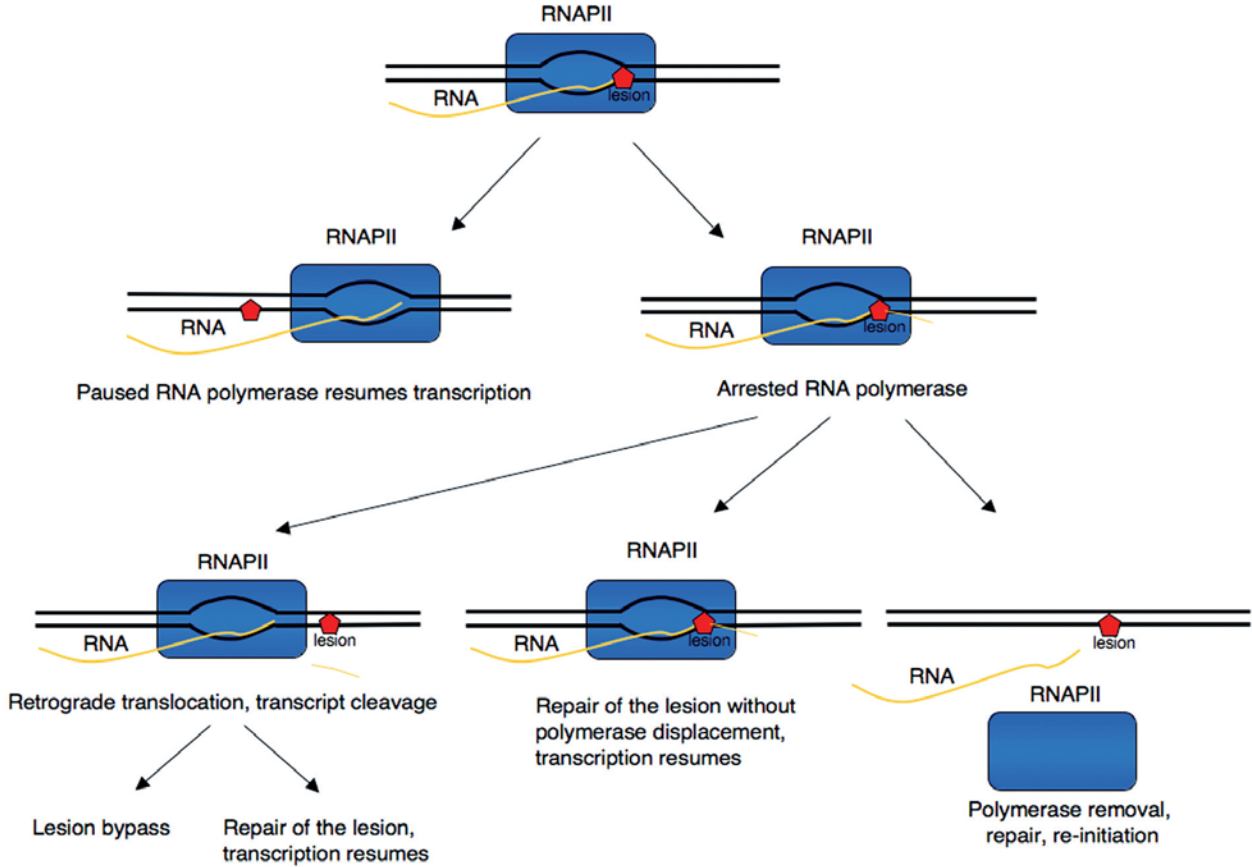 RNAPII
RNA
lesion
RNAPII
RNAPII
RNA
RNA
lesion
Paused RNA polymerase resumes transcription
Arrested RNA polymerase
RNAPII
RNAPII
RNA
lesion
RNA
lesion
lesion
RNA
RNAPII
Retrograde translocation, transcript cleavage
Repair of the lesion without
polymerase displacement,
transcription resumes
Lesion bypass
Repair of the lesion,
transcription resumes
Polymerase removal,
repair, re-initiation